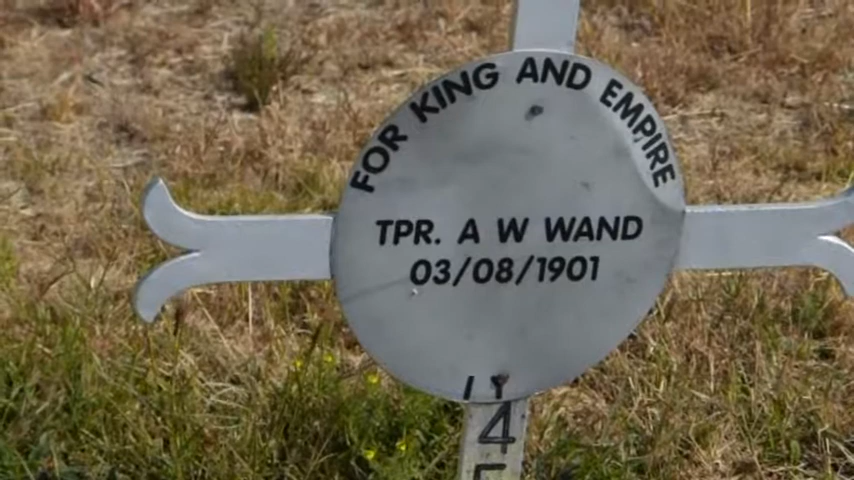 FOR KING AND EMPIRE
TPR. A W WAND
03/08/1901
I Y
4